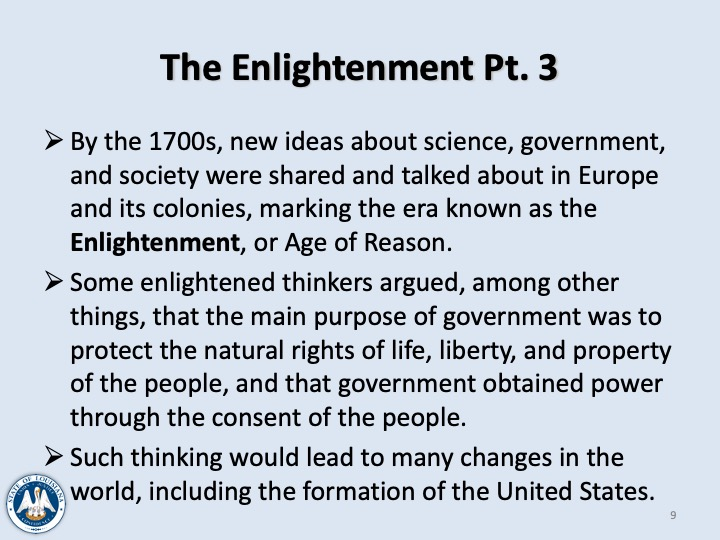 The Enlightenment Pt. 3
➢ By the 1700s, new ideas about science, government,
and society were shared and talked about in Europe
and its colonies, marking the era known as the
Enlightenment, or Age of Reason.
➢ Some enlightened thinkers argued, among other
things, that the main purpose of government was to
protect the natural rights of life, liberty, and property
of the people, and that government obtained power
through the consent of the people.
➢ Such thinking would lead to many changes in the
world, including the formation of the United States.
STATE OF LOUISIANA
CONFIDENCE
9